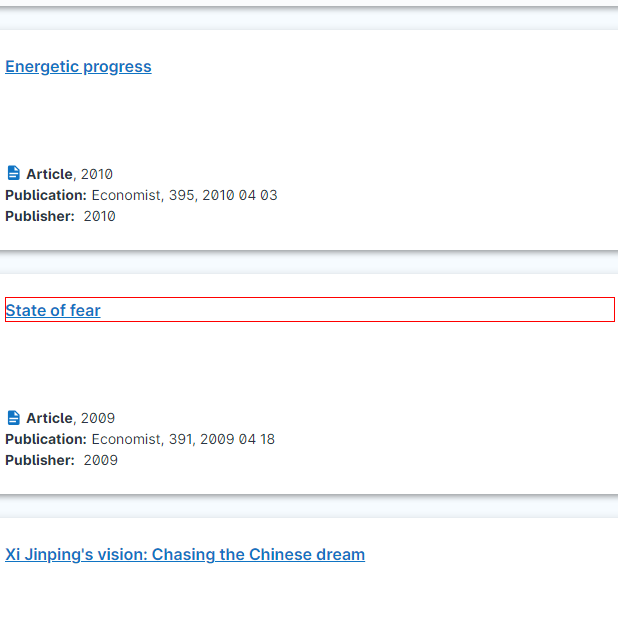 Energetic progress
Article, 2010
Publication: Economist, 395, 2010 04 03
Publisher: 2010
State of fear
Article, 2009
Publication: Economist, 391, 2009 04 18
Publisher: 2009
Xi Jinping's vision: Chasing the Chinese dream